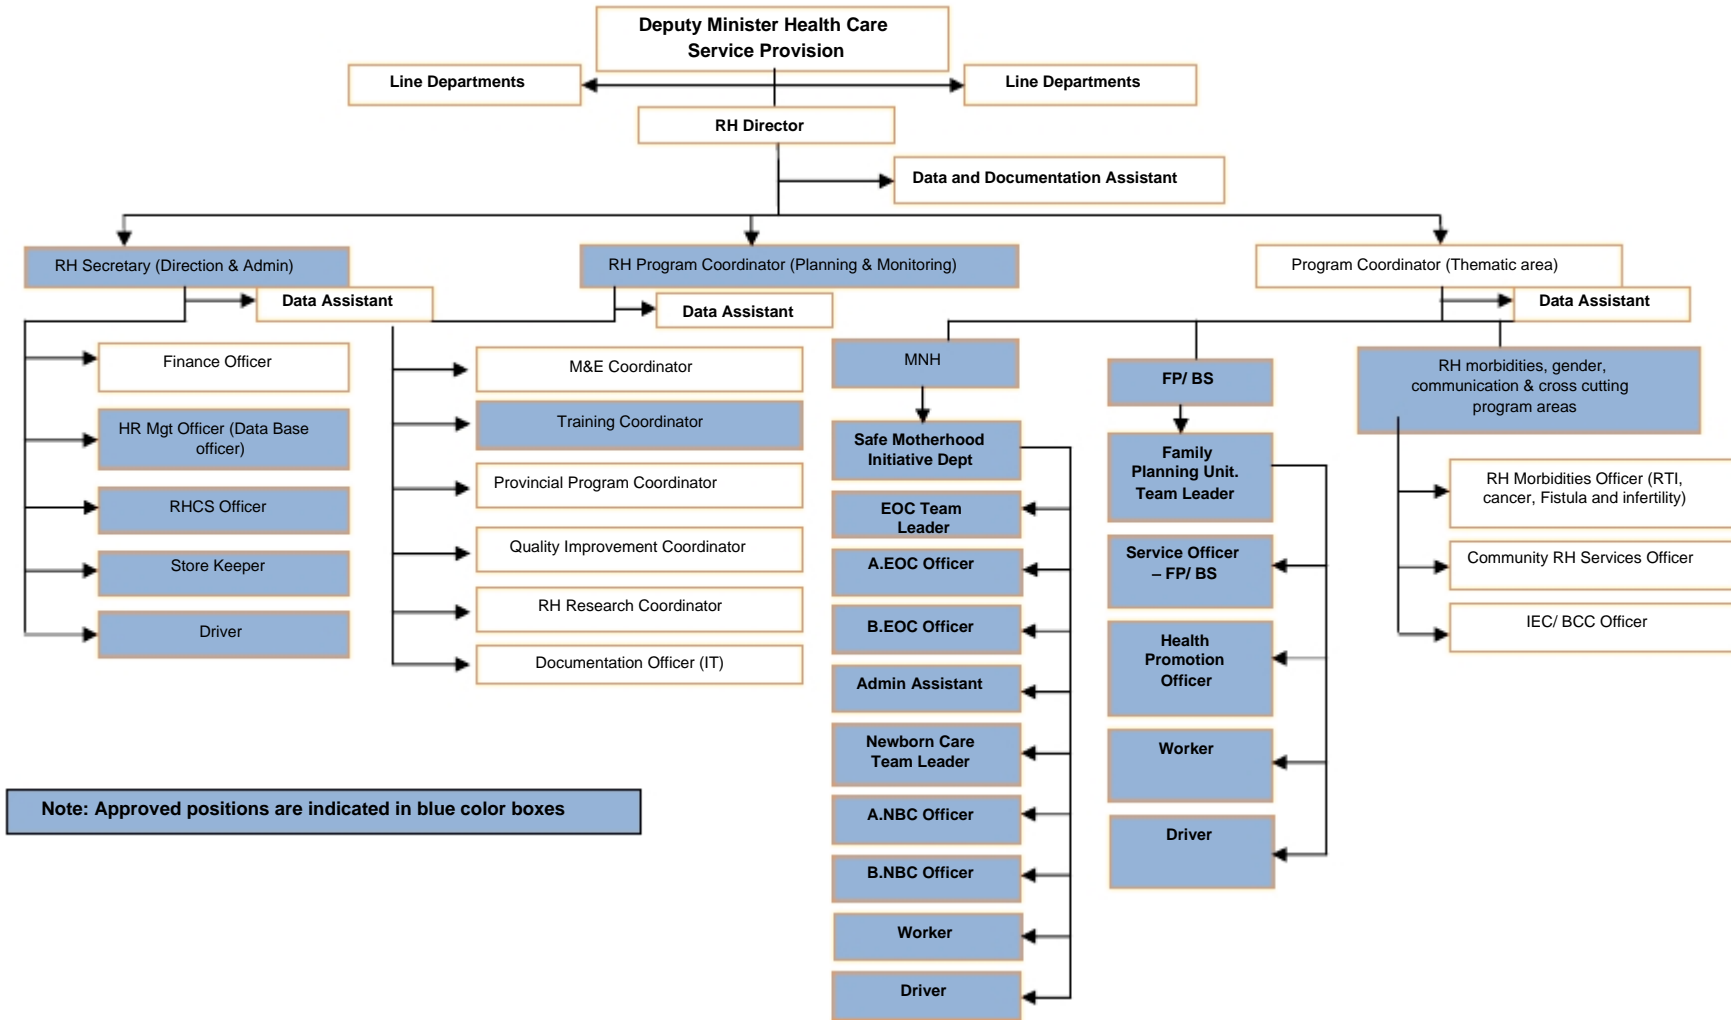 Deputy Minister Health Care
Service Provision
Line Departments
Line Departments
RH Director
Data and Documentation Assistant
RH Secretary (Direction & Admin)
RH Program Coordinator (Planning & Monitoring)
Program Coordinator (Thematic area)
Data Assistant
Data Assistant
Data Assistant
Finance Officer
HR Mgt Officer (Data Base
officer)
RHCS Officer
Store Keeper
Driver
M&E Coordinator
Training Coordinator
Provincial Program Coordinator
Quality Improvement Coordinator
RH Research Coordinator
Documentation Officer (IT)
MNH
Safe Motherhood
Initiative Dept
EOC Team
Leader
A.EOC Officer
B.EOC Officer
Admin Assistant
Newborn Care
Team Leader
A.NBC Officer
B.NBC Officer
Worker
Driver
FP/ BS
Family
Planning Unit.
Team Leader
Service Officer
– FP/ BS
Health
Promotion
Officer
Worker
Driver
RH morbidities, gender,
communication & cross cutting
program areas
RH Morbidities Officer (RTI,
cancer, Fistula and infertility)
Community RH Services Officer
IEC/ BCC Officer
Note: Approved positions are indicated in blue color boxes